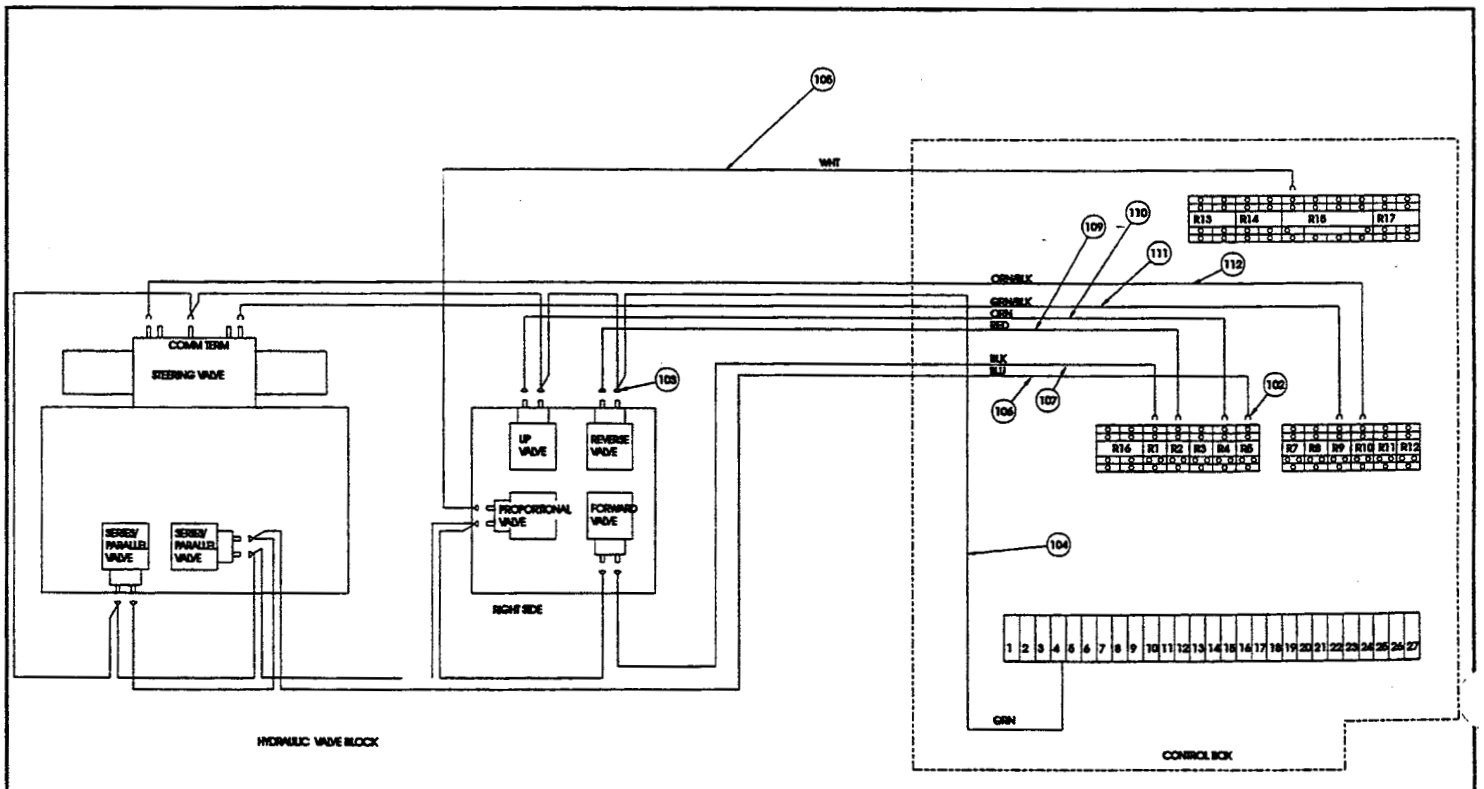 105
WHT
R13 R14 R15 R17
109
110
111
112
ORN/BLK
GRN/BLK
ORN
RED
BLK
BLU
COMM TERM
STEERING VALVE
103
106
107
102
UP
VALVE
REVERSE
VALVE
R16 R1 R2 R3 R4 R5
R7 R8 R9 R10 R11 R12
PROPORTIONAL
VALVE
FORWARD
VALVE
SERIES/
PARALLEL
VALVE
SERIES/
PARALLEL
VALVE
104
RIGHT SIDE
1 2 3 4 5 6 7 8 9 10 11 12 13 14 15 16 17 18 19 20 21 22 23 24 25 26 27
GRN
HYDRAULIC VALVE BLOCK
CONTROL BOX